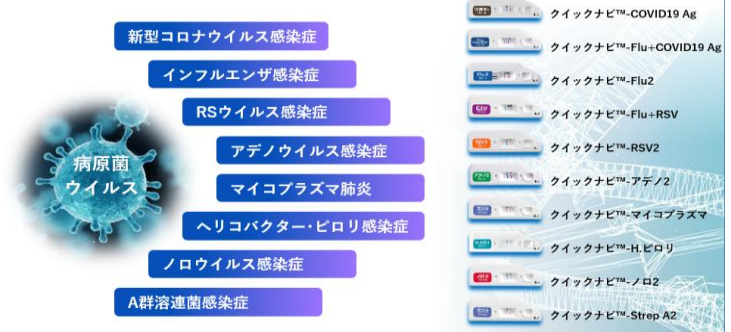 病原菌
ウイルス
新型コロナウイルス感染症
インフルエンザ感染症
RSウイルス感染症
アデノウイルス感染症
マイコプラズマ肺炎
ヘリコバクター・ピロリ感染症
ノロウイルス感染症
A群溶連菌感染症
クイックナビ™-COVID19 Ag
クイックナビ™-Flu+COVID19 Ag
クイックナビ™-Flu2
クイックナビ™-Flu+RSV
クイックナビ™-RSV2
クイックナビ™-アデノ2
クイックナビ™-マイコプラズマ
クイックナビ™-H.ピロリ
クイックナビ™-ノロ2
クイックナビ™-Strep A2